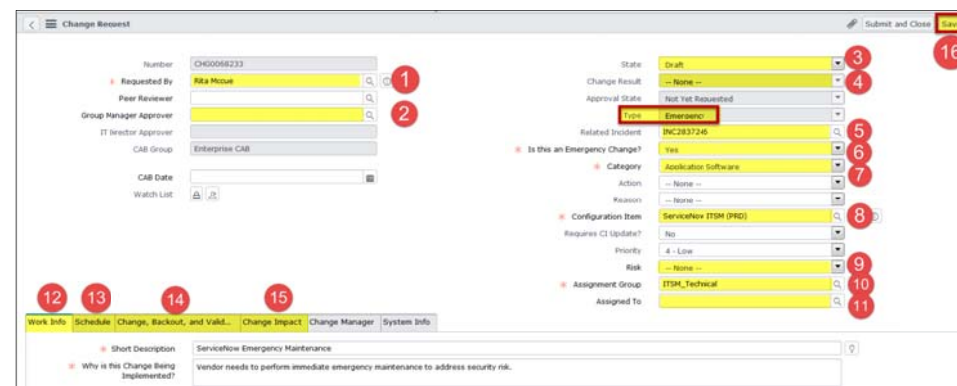 Change Request
Submit and Close
Save
16
Number CHG0068233
Requested By Rita Mccue
1
Peer Reviewer
Group Manager Approver
2
IT Director Approver
CAB Group Enterprise CAB
CAB Date
Watch List
State Draft
3
Change Result -- None --
4
Approval State Not Yet Requested
Type Emergency
Related Incident INC2837246
5
Is this an Emergency Change? Yes
6
Category Application Software
7
Action -- None --
Reason -- None --
Configuration Item ServiceNow ITSM (PRD)
8
Requires CI Update? No
Priority 4 - Low
Risk -- None --
9
Assignment Group ITSM_Technical
10
Assigned To
11
12
13
14
15
Work Info Schedule Change, Backout, and Valid... Change Impact Change Manager System Info
Short Description ServiceNow Emergency Maintenance
Why is this Change Being
Implemented?
Vendor needs to perform immediate emergency maintenance to address security risk.